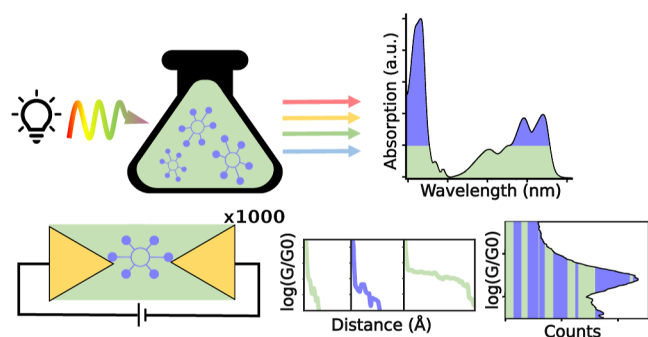 Absorption (a.u.)
Wavelength (nm)
x1000
log(G/G0)
Distance (Å)
log(G/G0)
Counts